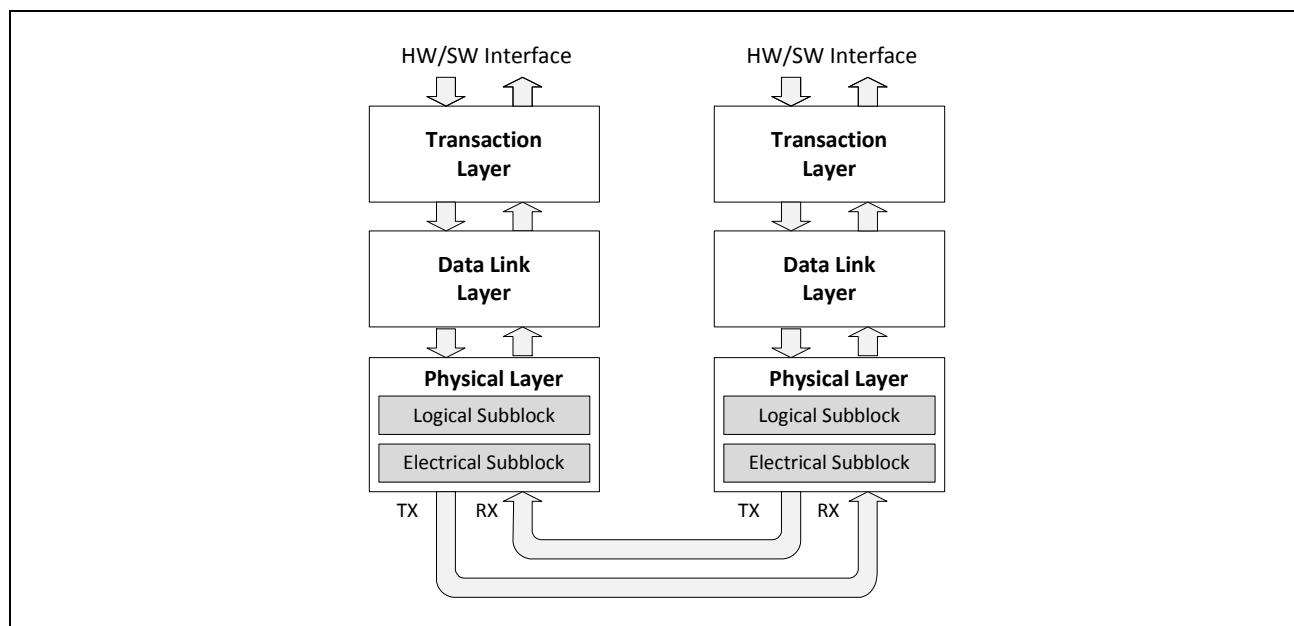 HW/SW Interface HW/SW Interface
Transaction Transaction
Layer Layer
Data Link Data Link
Layer Layer
Physical Layer Physical Layer
Logical Subblock Logical Subblock
Electrical Subblock Electrical Subblock
TX RX TX RX